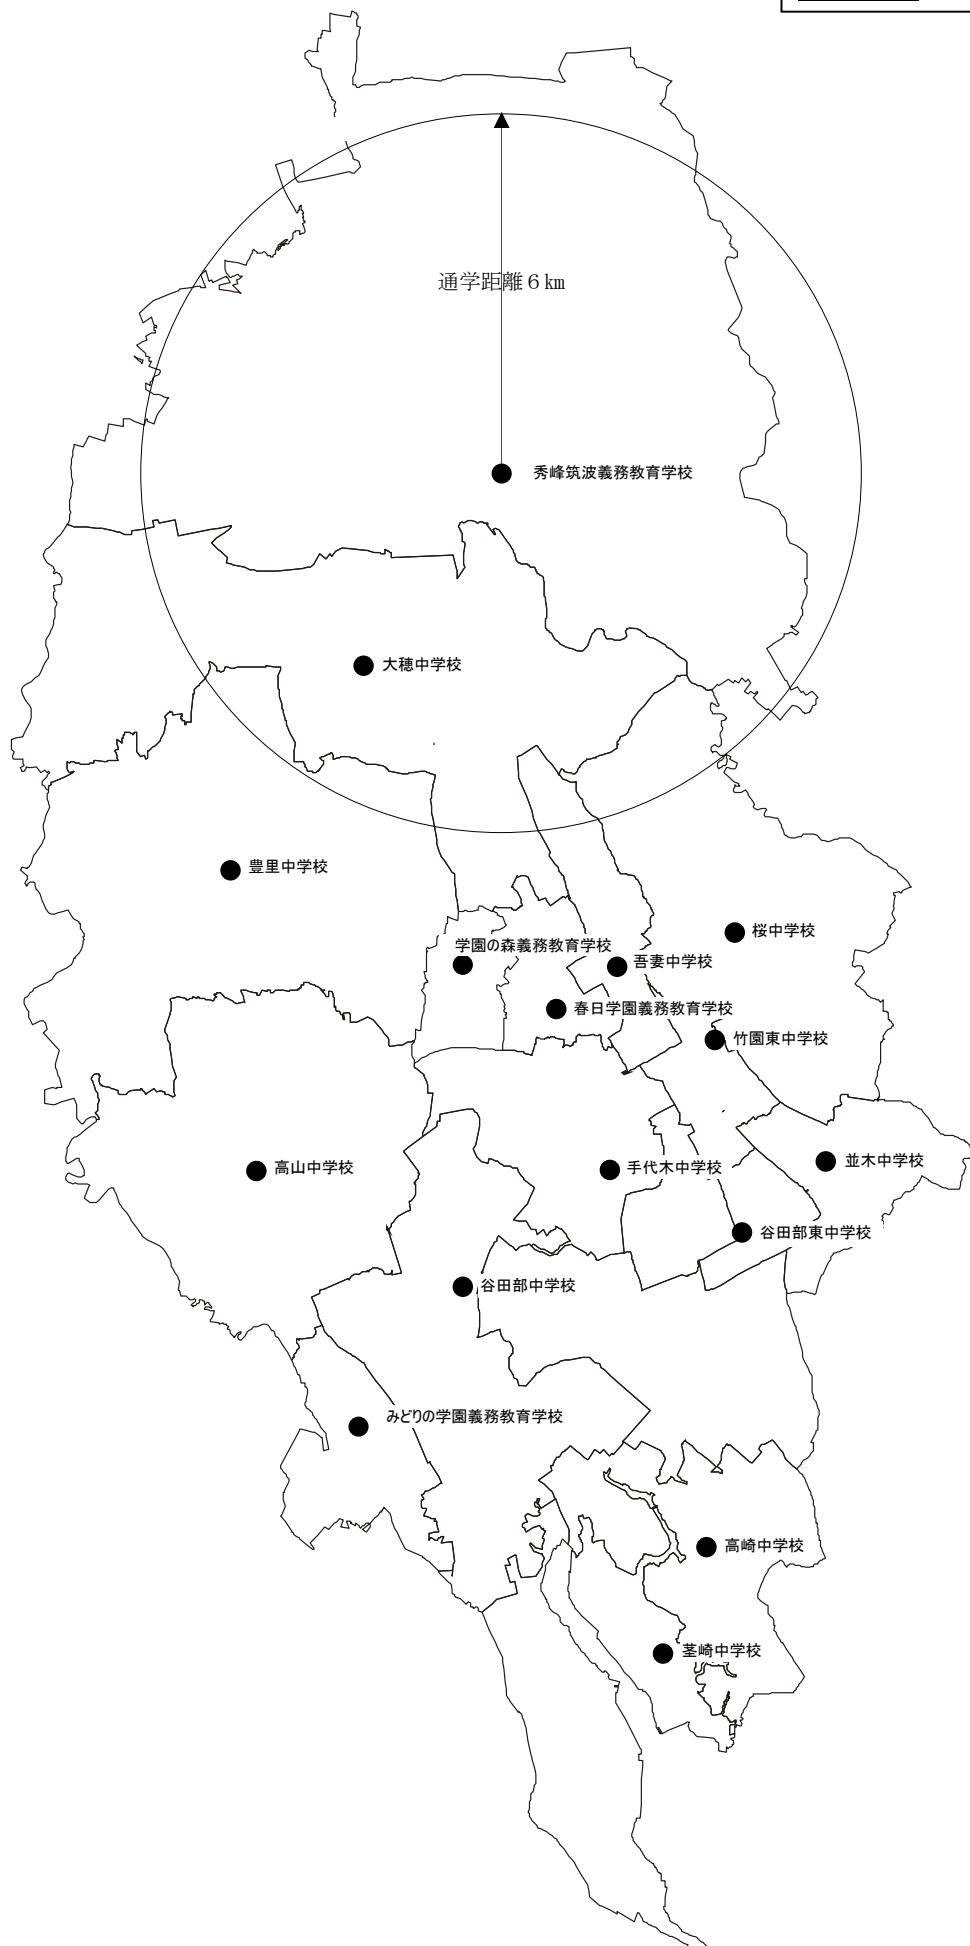 通学距離６㎞
秀峰筑波義務教育学校
大穂中学校
豊里中学校
桜中学校
学園の森義務教育学校
吾妻中学校
春日学園義務教育学校
竹園東中学校
高山中学校
手代木中学校
並木中学校
谷田部東中学校
谷田部中学校
みどりの学園義務教育学校
高崎中学校
茎崎中学校